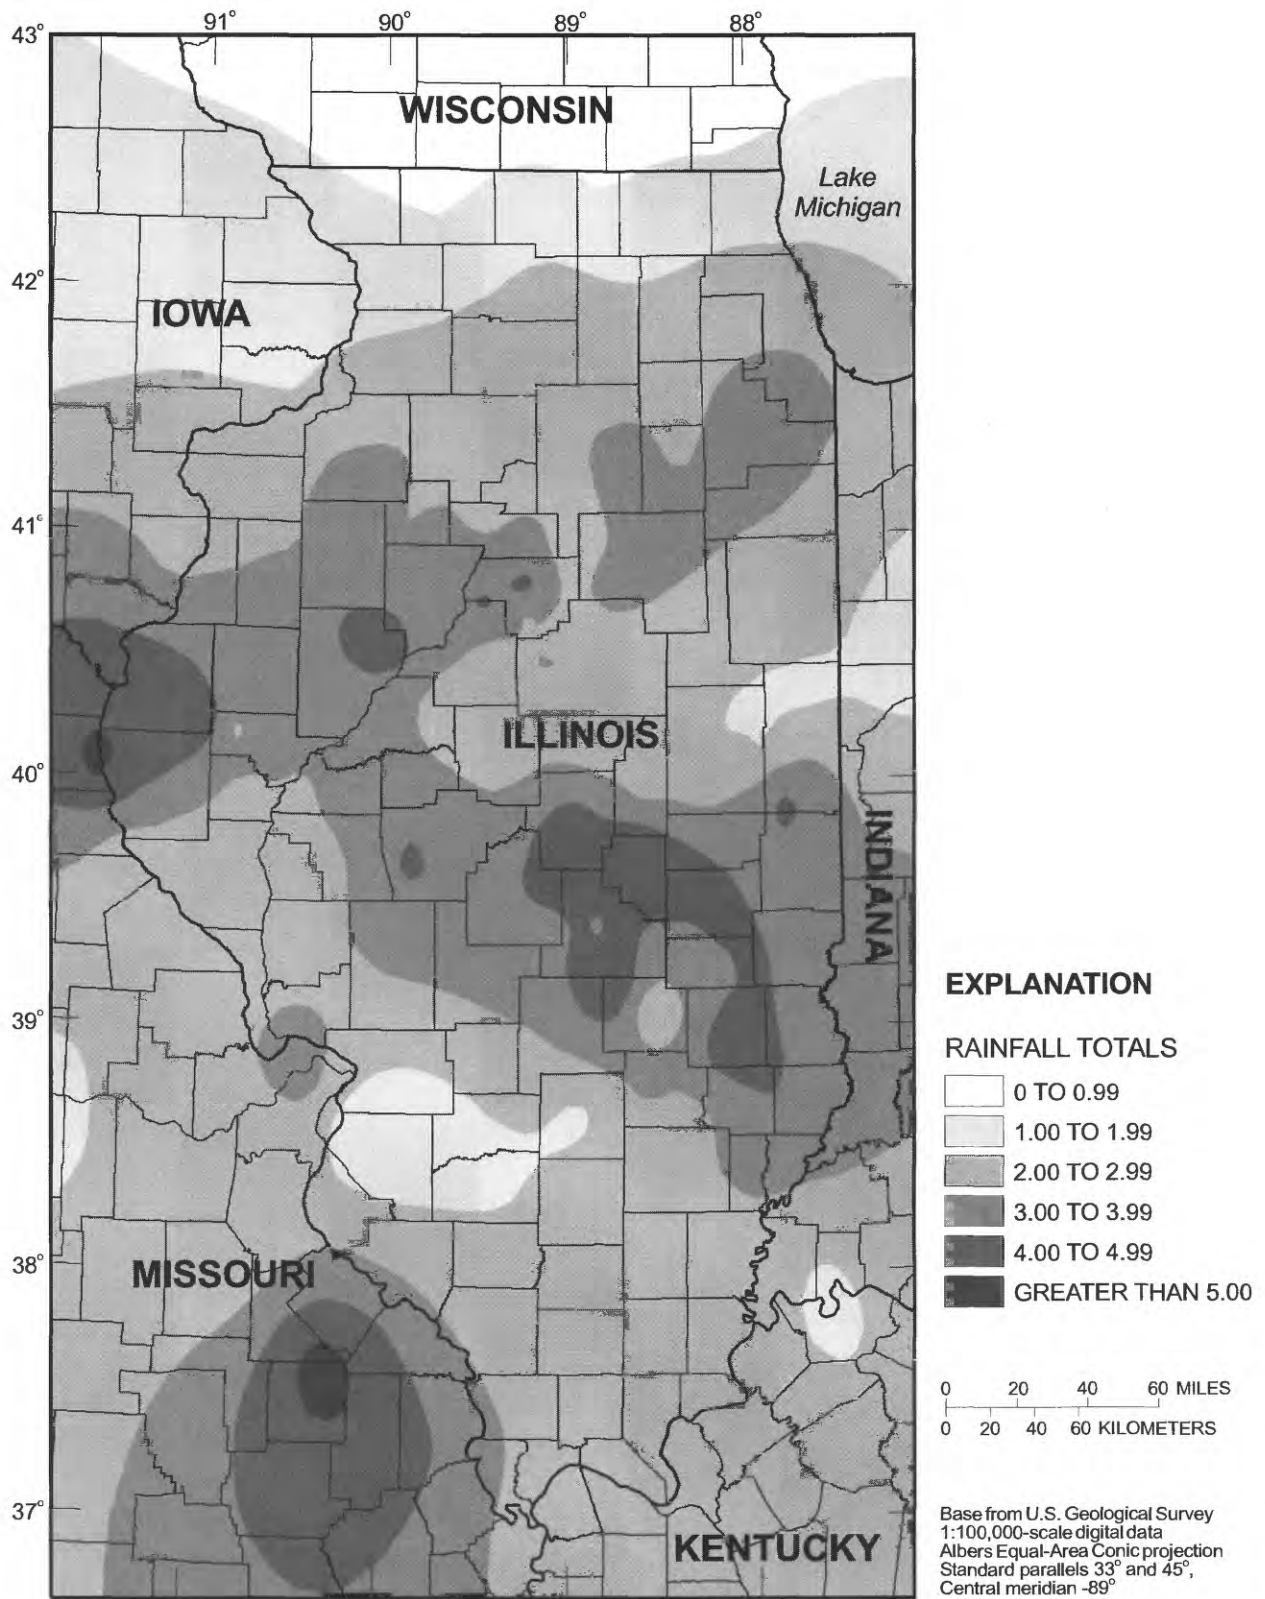 91° 90° 89° 88°
43°
WISCONSIN
Lake
Michigan
42°
IOWA
41°
ILLINOIS
40°
INDIANA
39°
38°
MISSOURI
37°
KENTUCKY
EXPLANATION
RAINFALL TOTALS
0 TO 0.99
1.00 TO 1.99
2.00 TO 2.99
3.00 TO 3.99
4.00 TO 4.99
GREATER THAN 5.00
0 20 40 60 MILES
0 20 40 60 KILOMETERS
Base from U.S. Geological Survey
1:100,000-scale digital data
Albers Equal-Area Conic projection
Standard parallels 33° and 45°,
Central meridian -89°